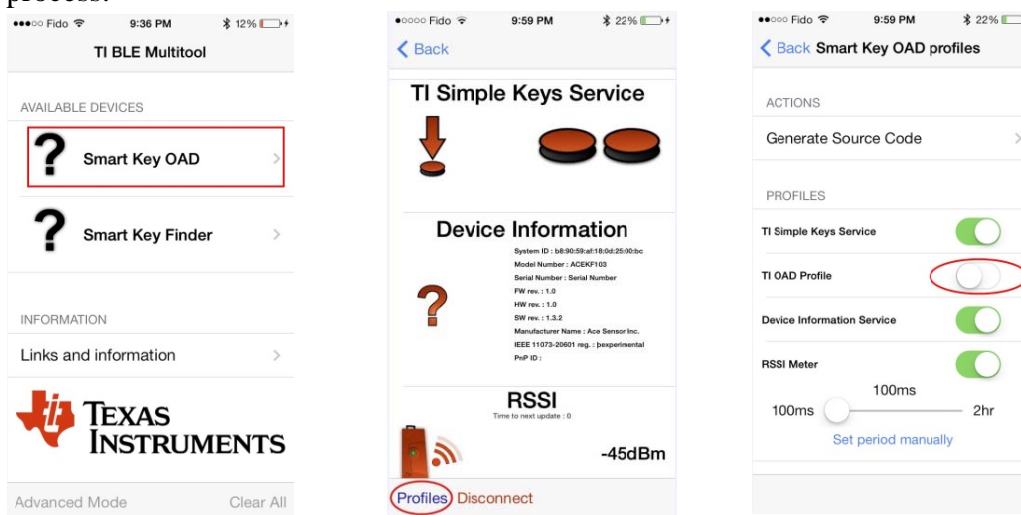 process.
●●●○○ Fido 9:36 PM 12%
TI BLE Multitool
AVAILABLE DEVICES
? Smart Key OAD >
? Smart Key Finder >
INFORMATION
Links and information >
TEXAS
INSTRUMENTS
Advanced Mode Clear All
●○○○○ Fido 9:59 PM 22%
< Back
TI Simple Keys Service
Device Information
System ID : b8:90:59:af:18:0d:25:00:bc
Model Number : ACEKF103
Serial Number : Serial Number
FW rev. : 1.0
HW rev. : 1.0
SW rev. : 1.3.2
Manufacturer Name : Ace Sensor Inc.
IEEE 11073-20601 reg. : þexperimental
PnP ID :
?
RSSI
Time to next update : 0
-45dBm
Profiles Disconnect
●●○○○ Fido 9:59 PM 22%
< Back Smart Key OAD profiles
ACTIONS
Generate Source Code >
PROFILES
TI Simple Keys Service
TI OAD Profile
Device Information Service
RSSI Meter
100ms
100ms 2hr
Set period manually